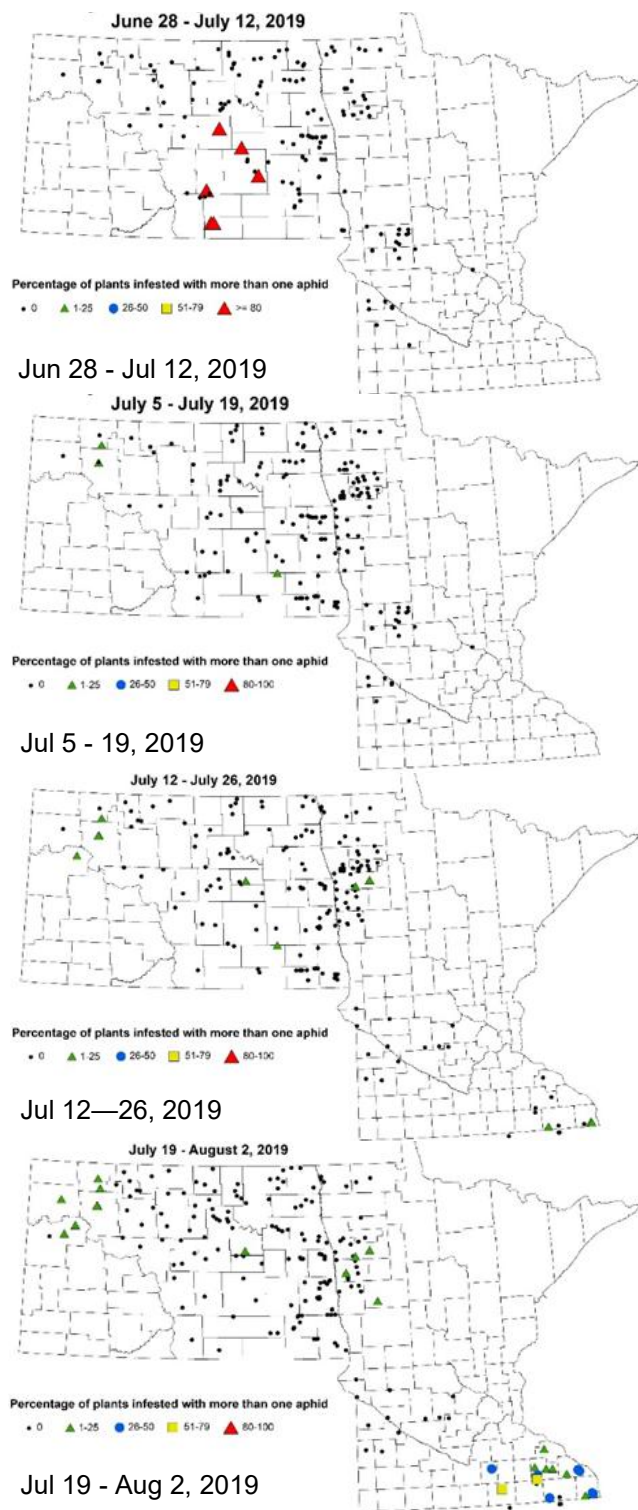 June 28 - July 12, 2019
Percentage of plants infested with more than one aphid
0 1-25 26-50 51-79 >= 80
Jun 28 - Jul 12, 2019
July 5 - July 19, 2019
Percentage of plants infested with more than one aphid
0 1-25 26-50 51-79 80-100
Jul 5 - 19, 2019
July 12 - July 26, 2019
Percentage of plants infested with more than one aphid
0 1-25 26-50 51-79 80-100
Jul 12—26, 2019
July 19 - August 2, 2019
Percentage of plants infested with more than one aphid
0 1-25 26-50 51-79 80-100
Jul 19 - Aug 2, 2019